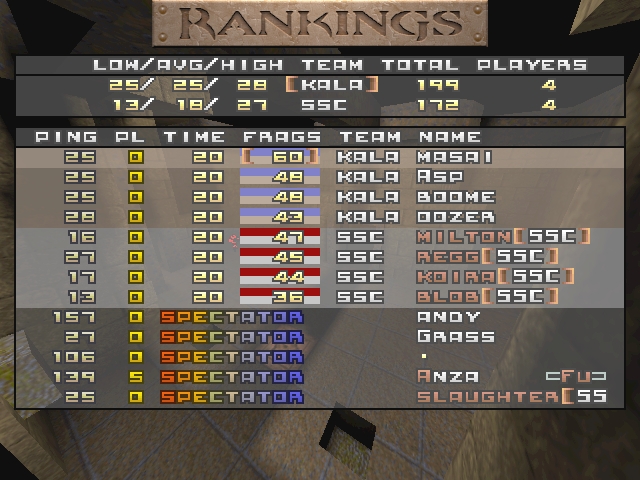 RANKINGS
LOW/AVG/HIGH TEAM TOTAL PLAYERS
25/ 25/ 28 [KALA] 199 4
13/ 18/ 27 SSC 172 4
PING PL TIME FRAGS TEAM NAME
25 0 20 [ 60 ] KALA MASAI
25 0 20 48 KALA ASP
25 0 20 48 KALA BOOME
28 0 20 43 KALA OOZER
16 0 20 47 SSC MILTON[SSC]
27 0 20 45 SSC REGG[SSC]
17 0 20 44 SSC KOIRA[SSC]
13 0 20 36 SSC BLOB[SSC]
157 0 SPECTATOR ANDY
27 0 SPECTATOR GRASS
106 0 SPECTATOR .
139 5 SPECTATOR ANZA ⊂FU⊃
25 0 SPECTATOR SLAUGHTER[SS